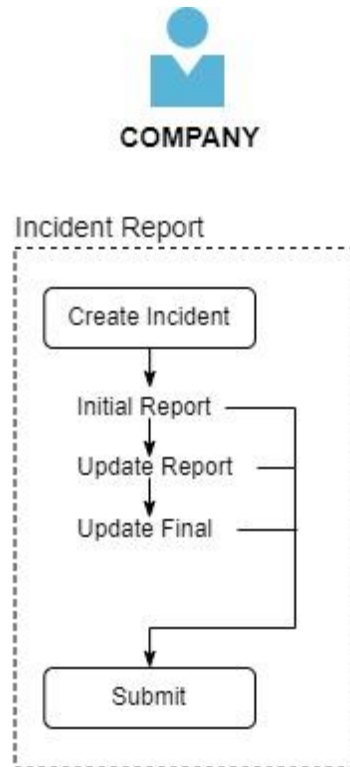 COMPANY
Incident Report
Create Incident
Initial Report
Update Report
Update Final
Submit